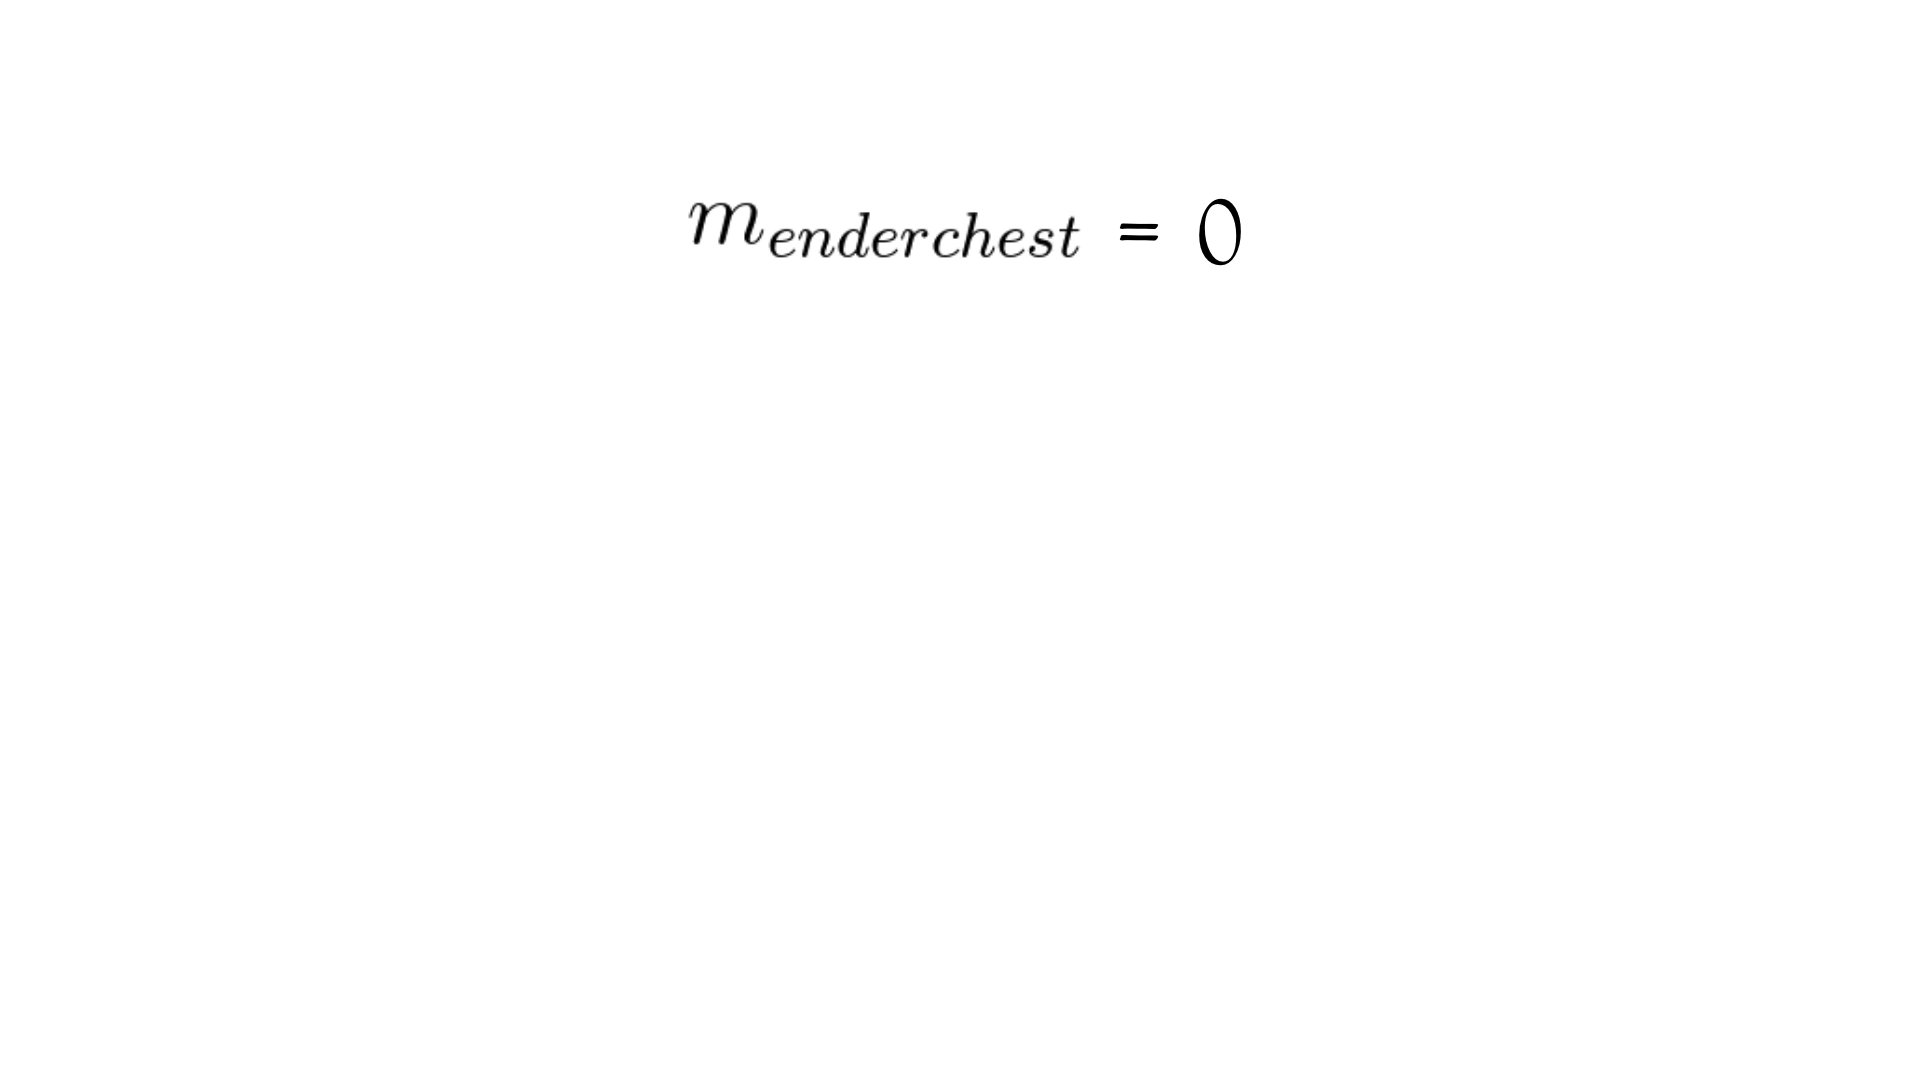 m_enderchest = 0